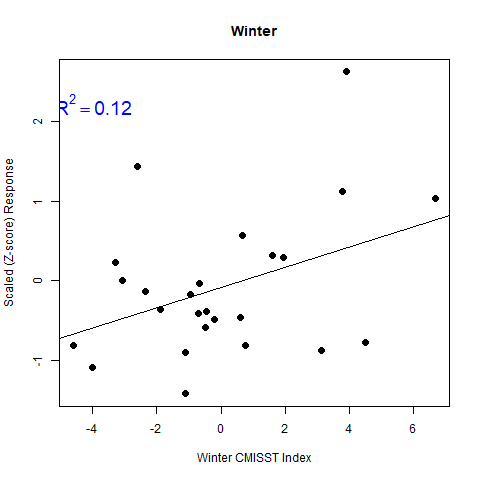 Winter
R² = 0.12
Scaled (Z-score) Response
2
1
0
-1
-4 -2 0 2 4 6
Winter CMISST Index